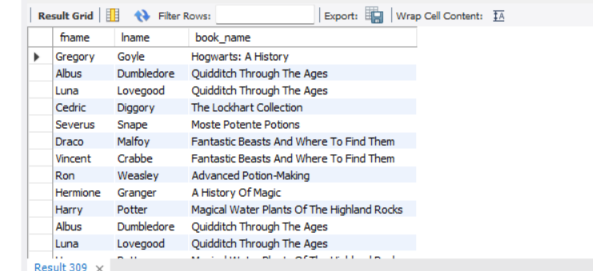 Result Grid Filter Rows: Export: Wrap Cell Content: IA
fname lname book_name
Gregory Goyle Hogwarts: A History
Albus Dumbledore Quidditch Through The Ages
Luna Lovegood Quidditch Through The Ages
Cedric Diggory The Lockhart Collection
Severus Snape Moste Potente Potions
Draco Malfoy Fantastic Beasts And Where To Find Them
Vincent Crabbe Fantastic Beasts And Where To Find Them
Ron Weasley Advanced Potion-Making
Hermione Granger A History Of Magic
Harry Potter Magical Water Plants Of The Highland Rocks
Albus Dumbledore Quidditch Through The Ages
Luna Lovegood Quidditch Through The Ages
Result 309 ×